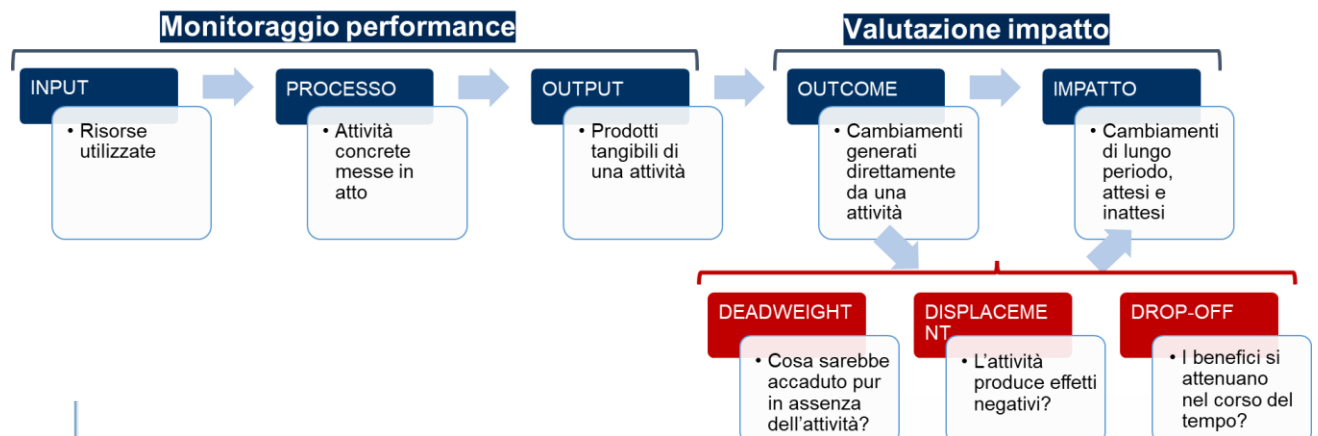 Monitoraggio performance
Valutazione impatto
INPUT
• Risorse
utilizzate
PROCESSO
• Attività
concrete
messe in
atto
OUTPUT
• Prodotti
tangibili di
una attività
OUTCOME
• Cambiamenti
generati
direttamente
da una
attività
IMPATTO
• Cambiamenti
di lungo
periodo,
attesi e
inattesi
DEADWEIGHT
• Cosa sarebbe
accaduto pur
in assenza
dell'attività?
DISPLACEME
NT
• L'attività
produce effetti
negativi?
DROP-OFF
• I benefici si
attenuano
nel corso del
tempo?